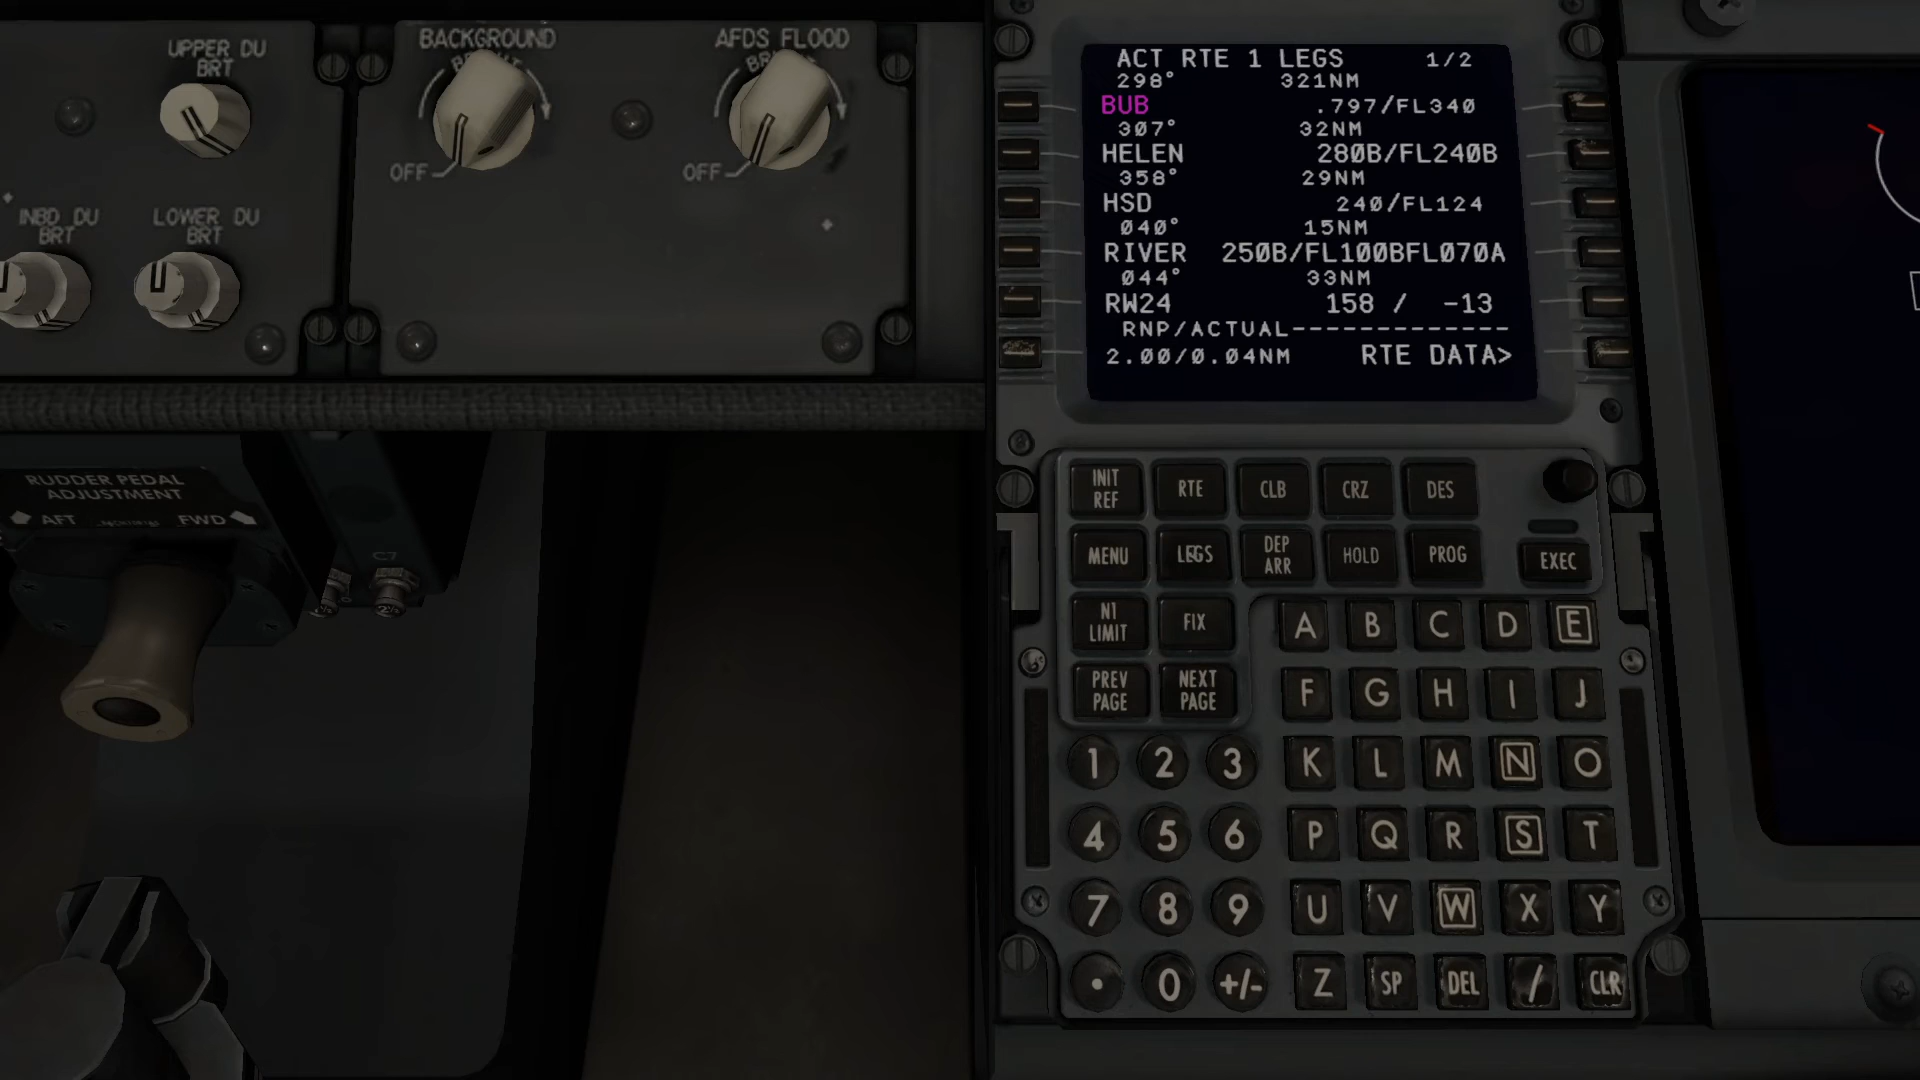 UPPER DU
BRT
BACKGROUND
OFF
AFDS FLOOD
OFF
INBD DU
BRT
LOWER DU
BRT
RUDDER PEDAL
ADJUSTMENT
AFT
FWD
C7
ACT RTE 1 LEGS 1/2
298° 321NM
BUB .797/FL340
307° 32NM
HELEN 280B/FL240B
358° 29NM
HSD 240/FL124
040° 15NM
RIVER 250B/FL100BFL070A
044° 33NM
RW24 158 / -13
RNP/ACTUAL-------------
2.00/0.04NM RTE DATA>
INIT REF RTE CLB CRZ DES
MENU LEGS DEP ARR HOLD PROG EXEC
N1 LIMIT FIX
PREV PAGE NEXT PAGE
A B C D E
F G H I J
1 2 3 K L M N O
4 5 6 P Q R S T
7 8 9 U V W X Y
. 0 +/- Z SP DEL / CLR